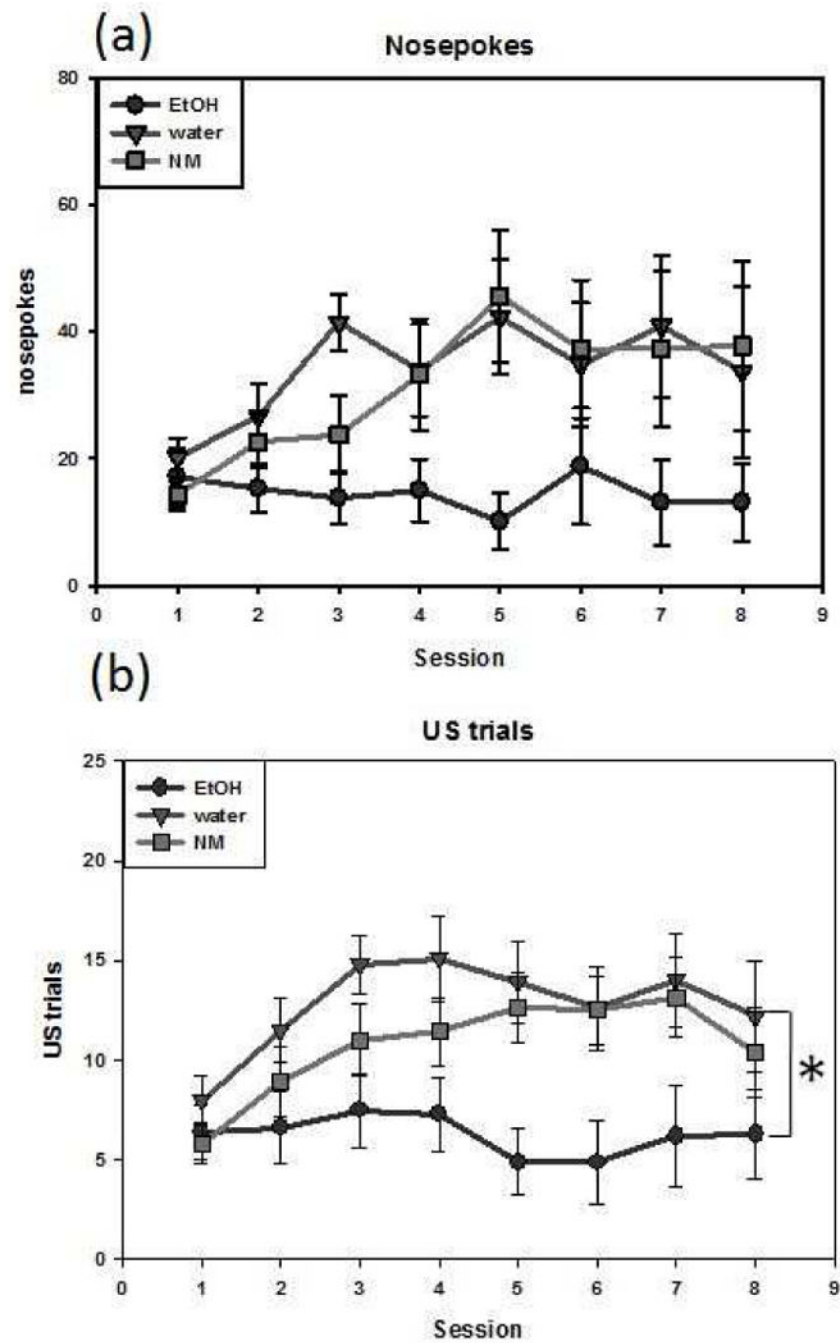 (a)
Nosepokes
80
60
40
20
0
nosepokes
EtOH
water
NM
0 1 2 3 4 5 6 7 8 9
Session
(b)
US trials
25
20
15
10
5
0
US trials
EtOH
water
NM
*
0 1 2 3 4 5 6 7 8 9
Session